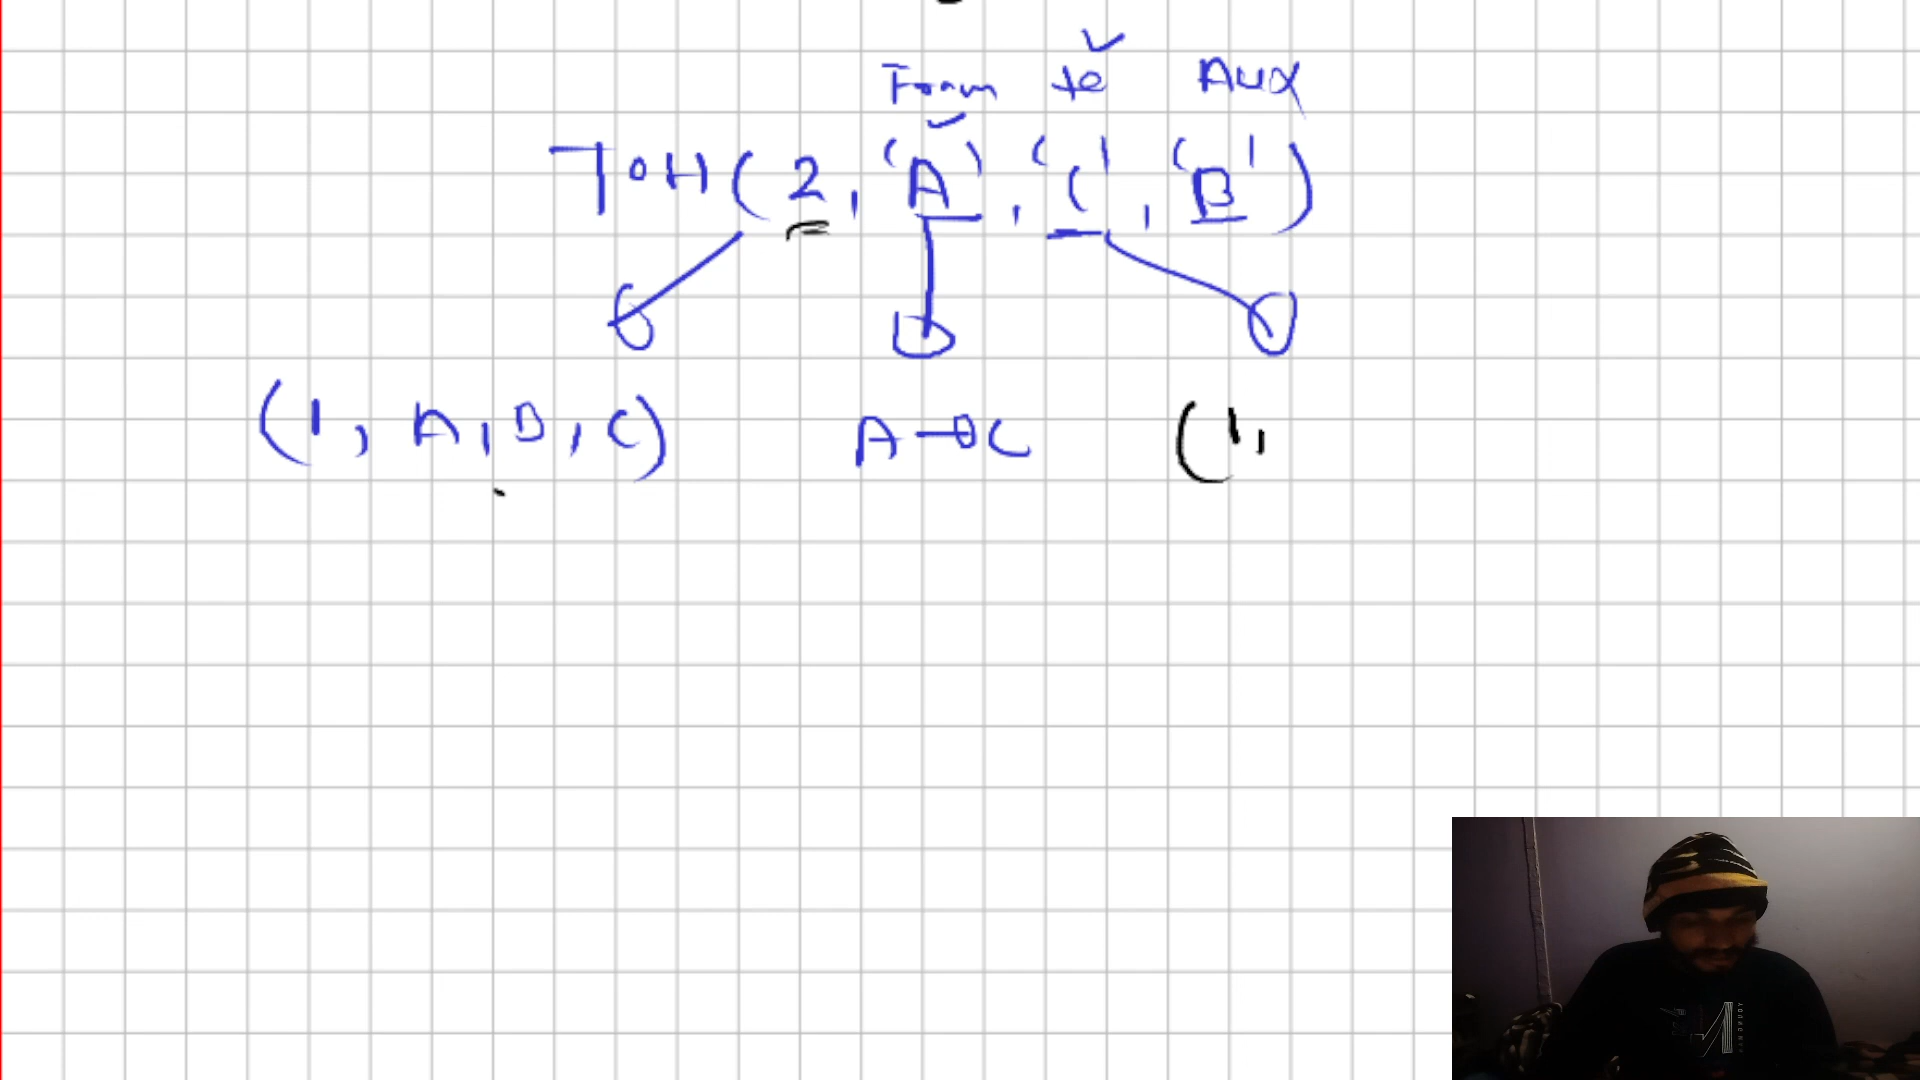 From to Aux
TOH(2, 'A', 'C', 'B')
(1, A, B, C) A→C (1,